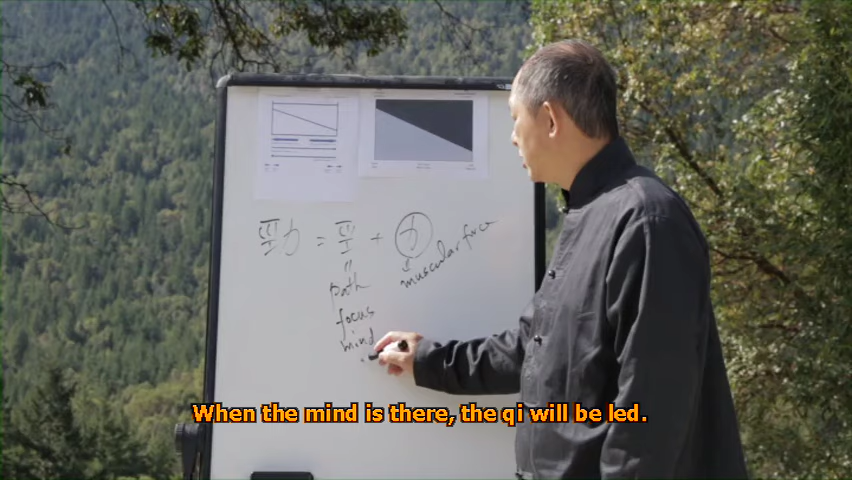 勁 = 巠 + 力
muscular force
path
focus
mind
When the mind is there, the qi will be led.